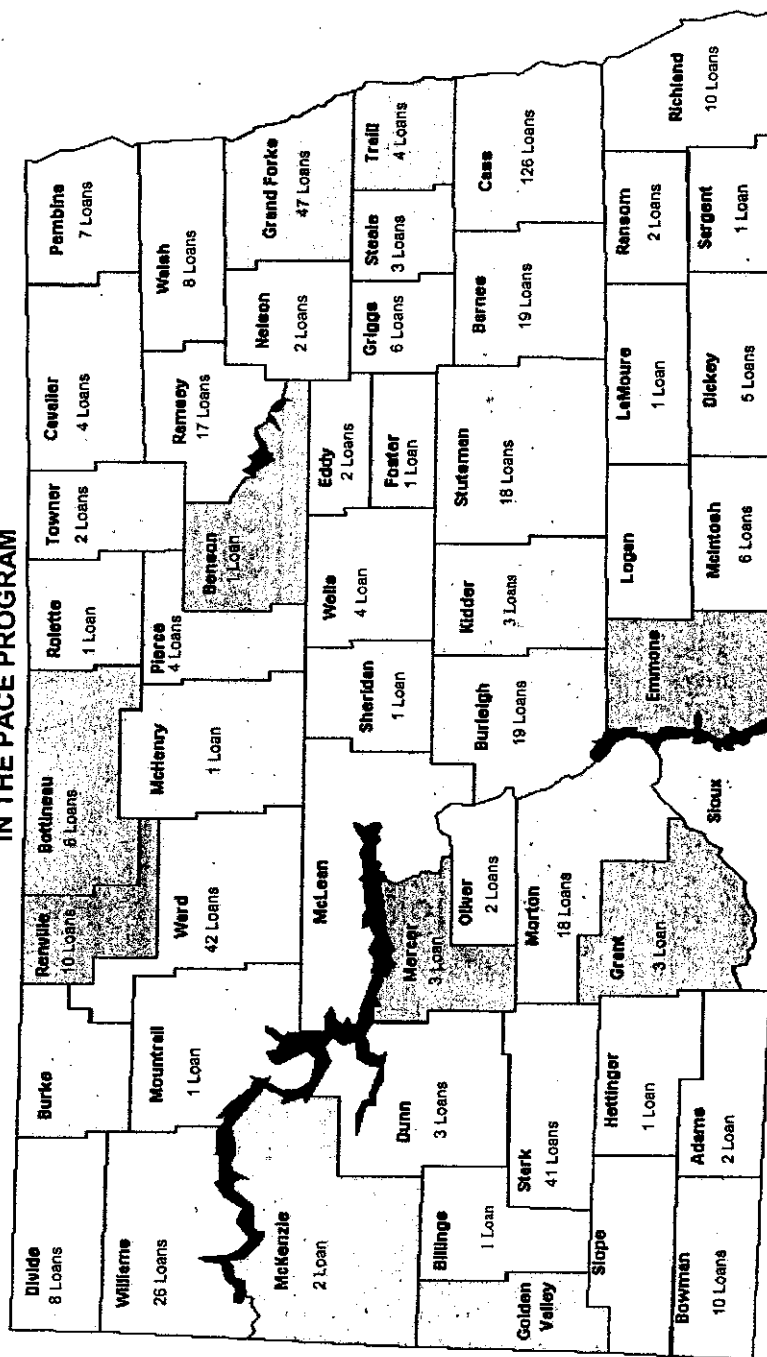 IN THE PACE PROGRAM
Divide
8 Loans
Burke
Renville
10 Loans
Bottineau
6 Loans
Rolette
1 Loan
Towner
2 Loans
Cavalier
4 Loans
Pembina
7 Loans
Williams
26 Loans
Mountrail
1 Loan
Ward
42 Loans
McHenry
1 Loan
Pierce
4 Loans
Benson
1 Loan
Ramsey
17 Loans
Walsh
8 Loans
Nelson
2 Loans
Grand Forks
47 Loans
McKenzie
2 Loan
Dunn
3 Loans
McLean
Mercer
3 Loan
Oliver
2 Loans
Sheridan
1 Loan
Wells
4 Loan
Eddy
2 Loans
Foster
1 Loan
Griggs
6 Loans
Steele
3 Loans
Traill
4 Loans
Golden
Valley
Billings
1 Loan
Stark
41 Loans
Morton
18 Loans
Burleigh
19 Loans
Kidder
3 Loans
Stutsman
18 Loans
Barnes
19 Loans
Cass
126 Loans
Slope
Hettinger
1 Loan
Grant
3 Loan
Sioux
Emmons
Logan
LaMoure
1 Loan
Ransom
2 Loans
Richland
10 Loans
Bowman
10 Loans
Adams
2 Loan
McIntosh
6 Loans
Dickey
5 Loans
Sargent
1 Loan